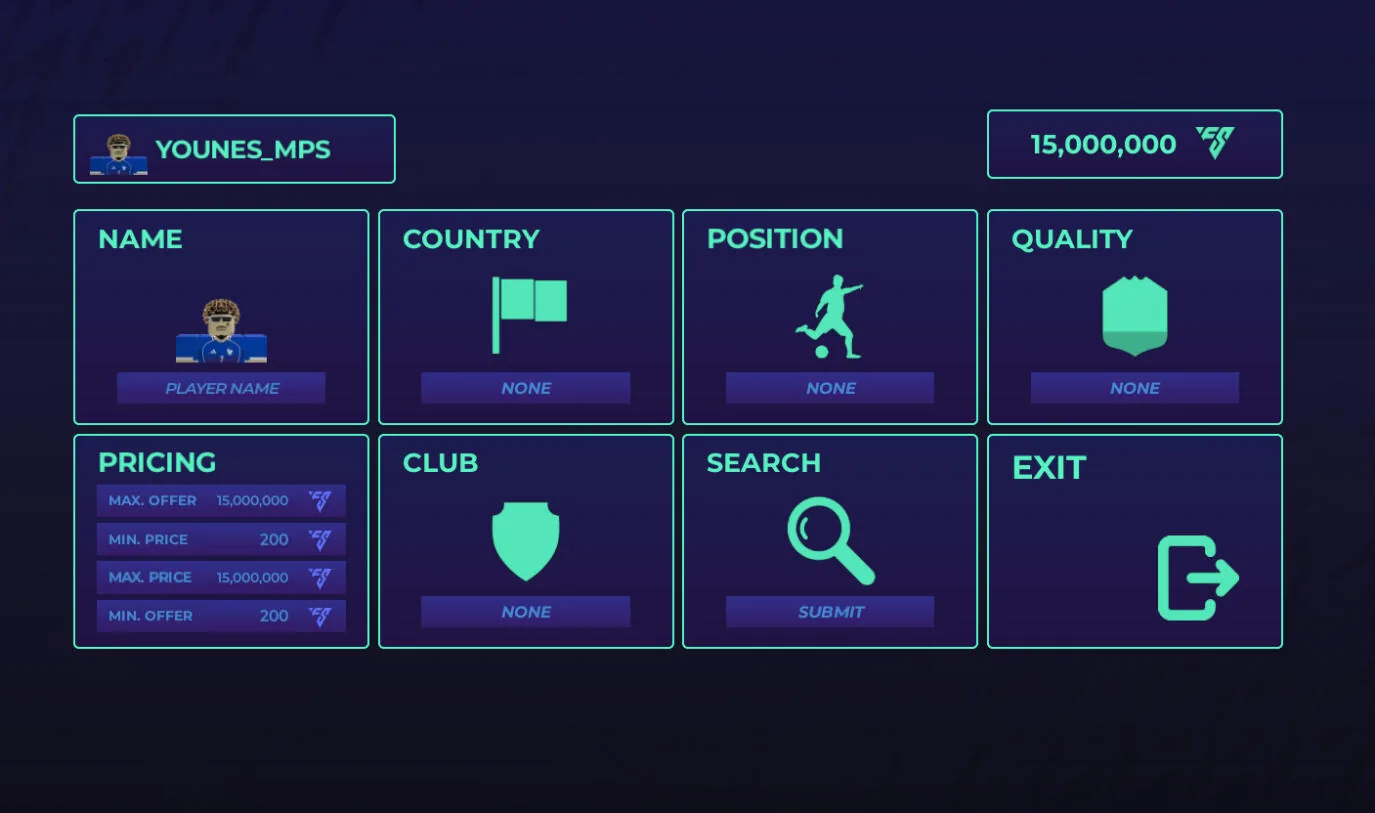 YOUNES_MPS
15,000,000
NAME
PLAYER NAME
COUNTRY
NONE
POSITION
NONE
QUALITY
NONE
PRICING
MAX. OFFER 15,000,000
MIN. PRICE 200
MAX. PRICE 15,000,000
MIN. OFFER 200
CLUB
NONE
SEARCH
SUBMIT
EXIT